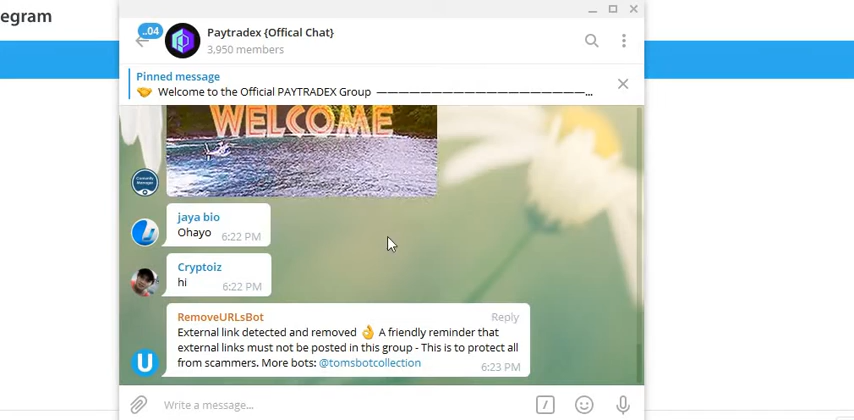 egram
..04
Paytradex {Offical Chat}
3,950 members
Pinned message
🤝 Welcome to the Official PAYTRADEX Group ————————————————————...
WELCOME
jaya bio
Ohayo 6:22 PM
Cryptoiz
hi 6:22 PM
RemoveURLsBot Reply
External link detected and removed 👌 A friendly reminder that
external links must not be posted in this group - This is to protect all
from scammers. More bots: @tomsbotcollection
6:23 PM
Write a message...